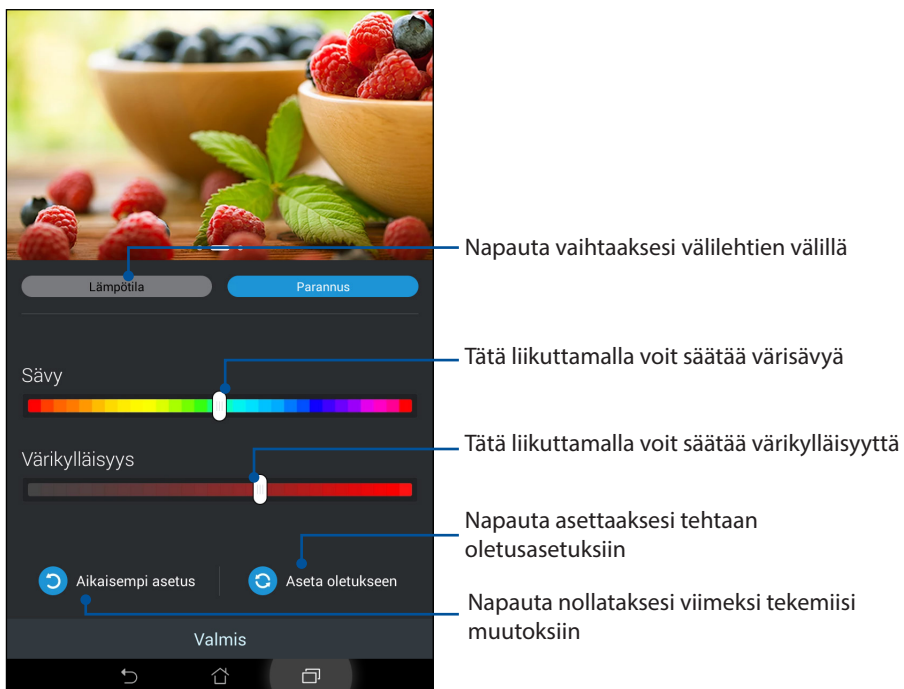 Napauta vaihtaaksesi välilehtien välillä
Lämpötila
Parannus
Tätä liikuttamalla voit säätää värisävyä
Sävy
Tätä liikuttamalla voit säätää värikylläisyyttä
Värikylläisyys
Napauta asettaaksesi tehtaan
oletusasetuksiin
Aikaisempi asetus
Aseta oletukseen
Napauta nollataksesi viimeksi tekemiisi
muutoksiin
Valmis